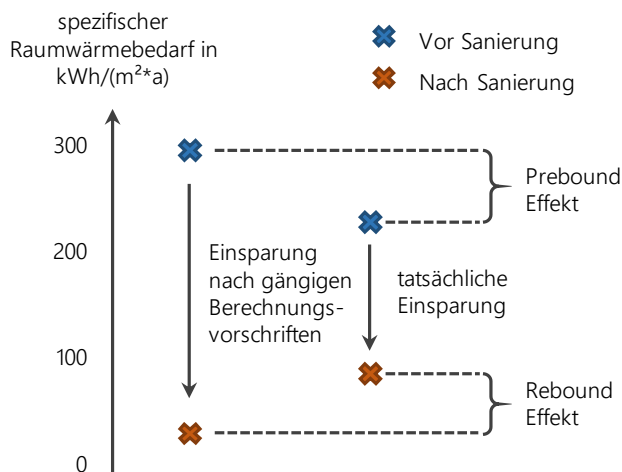 spezifischer
Raumwärmebedarf in
kWh/(m²*a)
Vor Sanierung
Nach Sanierung
300
200
100
0
Einsparung
nach gängigen
Berechnungs-
vorschriften
tatsächliche
Einsparung
Prebound
Effekt
Rebound
Effekt